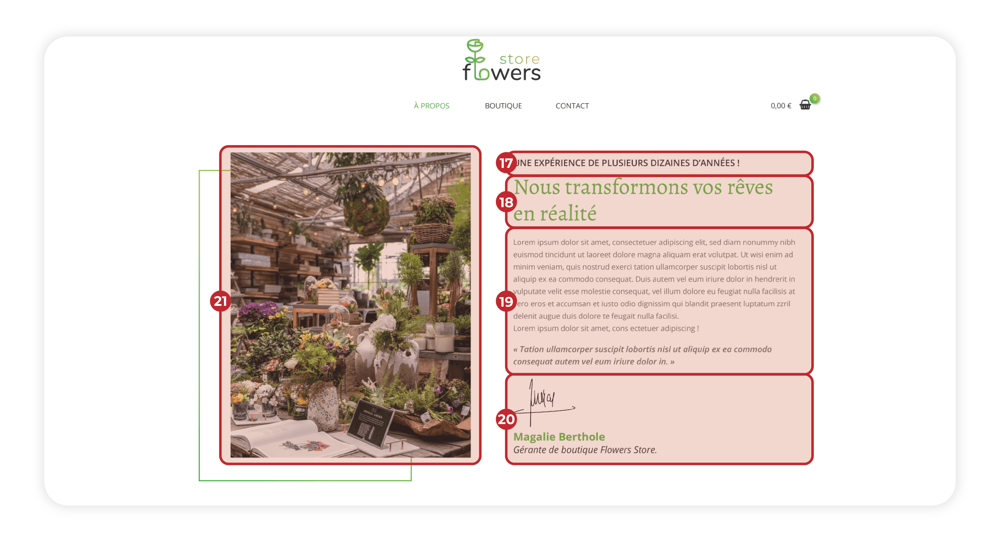 store
flowers
À PROPOS
BOUTIQUE
CONTACT
0,00 €
0
17
UNE EXPÉRIENCE DE PLUSIEURS DIZAINES D’ANNÉES !
18
Nous transformons vos rêves
en réalité
19
Lorem ipsum dolor sit amet, consectetuer adipiscing elit, sed diam nonummy nibh
euismod tincidunt ut laoreet dolore magna aliquam erat volutpat. Ut wisi enim ad
minim veniam, quis nostrud exerci tation ullamcorper suscipit lobortis nisl ut
aliquip ex ea commodo consequat. Duis autem vel eum iriure dolor in hendrerit in
vulputate velit esse molestie consequat, vel illum dolore eu feugiat nulla facilisis at
vero eros et accumsan et iusto odio dignissim qui blandit praesent luptatum zzril
delenit augue duis dolore te feugait nulla facilisi.
Lorem ipsum dolor sit amet, cons ectetuer adipiscing !
« Tation ullamcorper suscipit lobortis nisl ut aliquip ex ea commodo
consequat autem vel eum iriure dolor in. »
20
Magalie Berthole
Gérante de boutique Flowers Store.
21
ABIGAIL AHERN